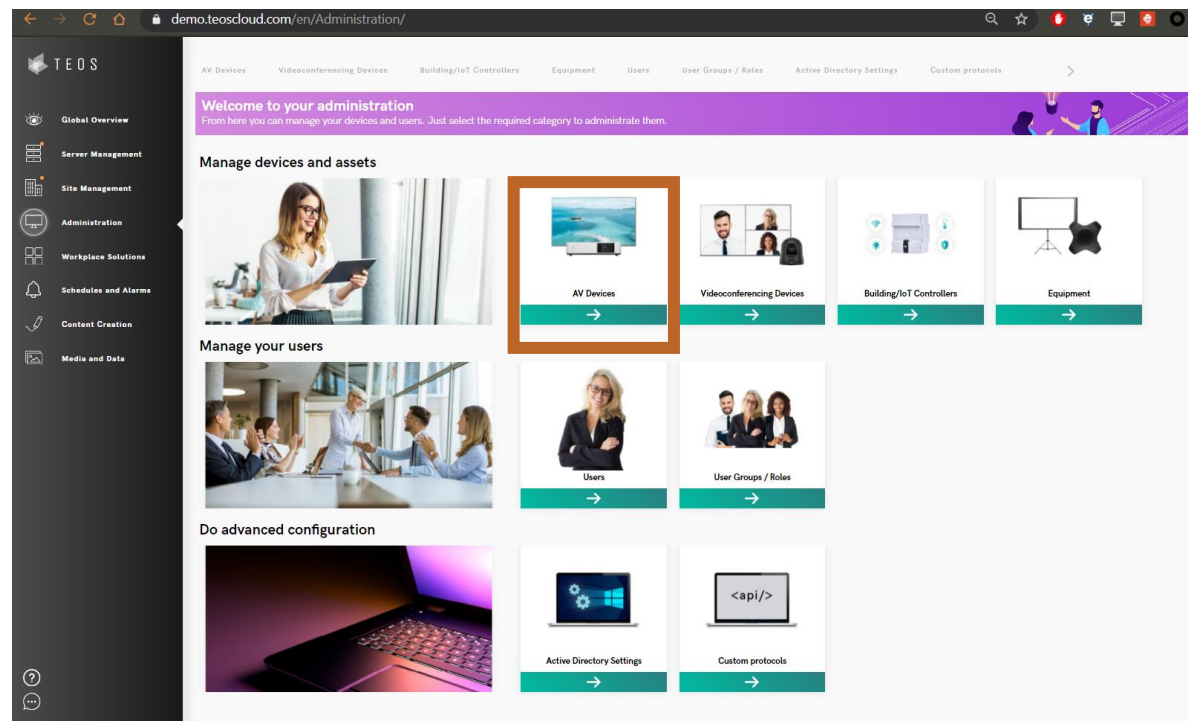 demo.teoscloud.com/en/Administration/
TEOS
AV Devices
Videoconferencing Devices
Building/IoT Controllers
Equipment
Users
User Groups / Roles
Active Directory Settings
Custom protocols
Welcome to your administration
From here you can manage your devices and users. Just select the required category to administrate them.
Global Overview
Server Management
Site Management
Administration
Workplace Solutions
Schedules and Alarms
Content Creation
Media and Data
Manage devices and assets
AV Devices
Videoconferencing Devices
Building/IoT Controllers
Equipment
Manage your users
Users
User Groups / Roles
Do advanced configuration
<api/>
Active Directory Settings
Custom protocols